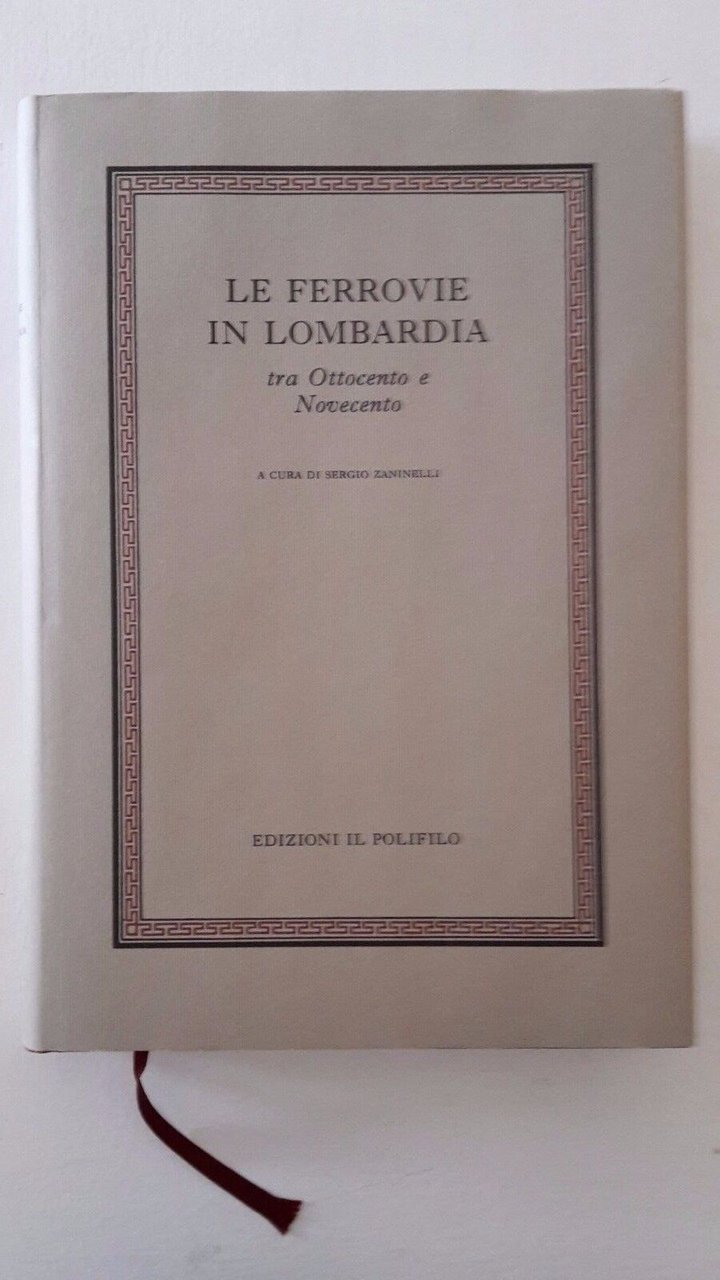 LE FERROVIE
IN LOMBARDIA
tra Ottocento e
Novecento
A CURA DI SERGIO ZANINELLI
EDIZIONI IL POLIFILO